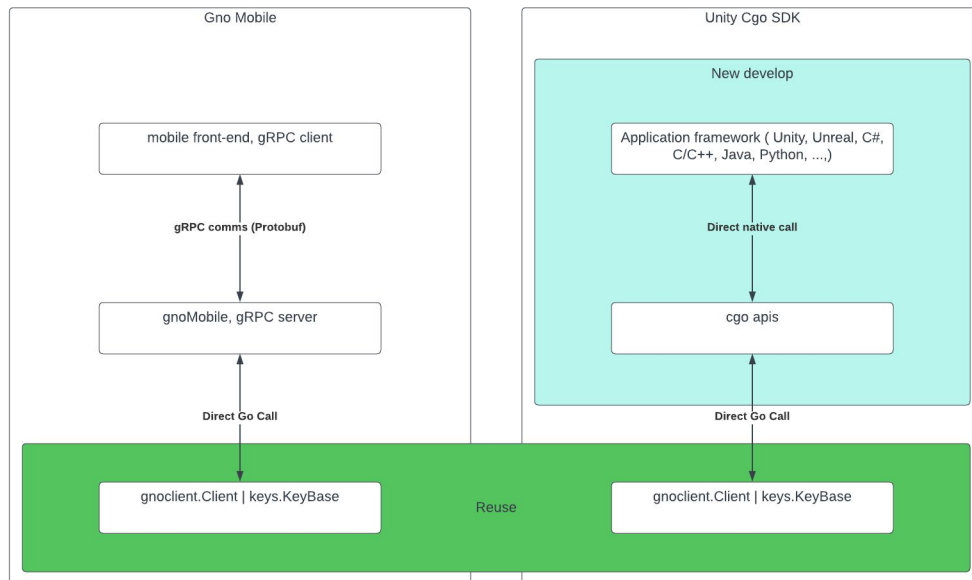 Gno Mobile
mobile front-end, gRPC client
gRPC comms (Protobuf)
gnoMobile, gRPC server
Direct Go Call
gnoclient.Client | keys.KeyBase
Unity Cgo SDK
New develop
Application framework ( Unity, Unreal, C#,
C/C++, Java, Python, ...,)
Direct native call
cgo apis
Direct Go Call
gnoclient.Client | keys.KeyBase
Reuse